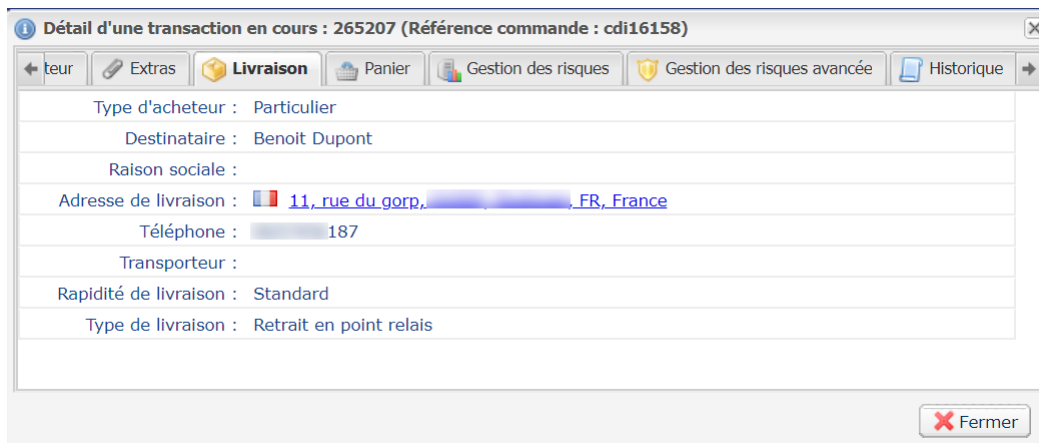 Détail d'une transaction en cours : 265207 (Référence commande : cdi16158)
teur Extras Livraison Panier Gestion des risques Gestion des risques avancée Historique
Type d'acheteur : Particulier
Destinataire : Benoit Dupont
Raison sociale :
Adresse de livraison : 11, rue du gorp, , FR, France
Téléphone : 187
Transporteur :
Rapidité de livraison : Standard
Type de livraison : Retrait en point relais
Fermer